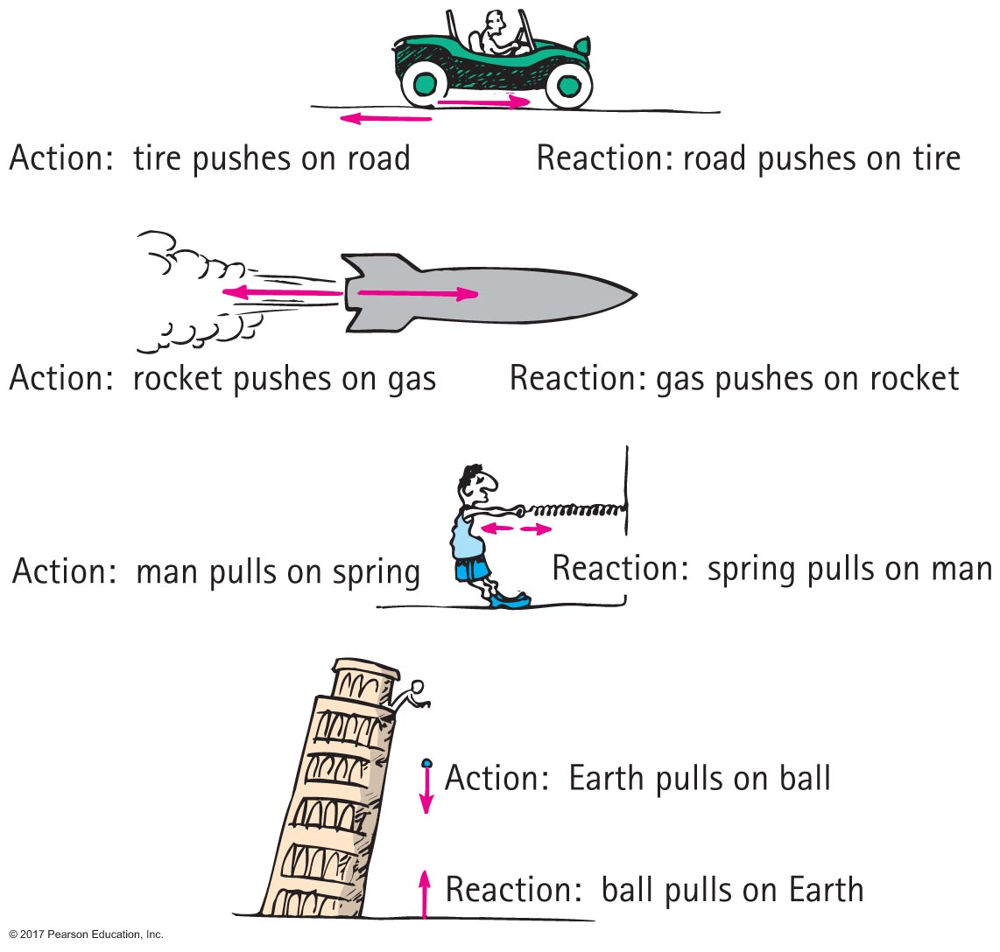 Action: tire pushes on road
Reaction: road pushes on tire
Action: rocket pushes on gas
Reaction: gas pushes on rocket
Action: man pulls on spring
Reaction: spring pulls on man
Action: Earth pulls on ball
Reaction: ball pulls on Earth
© 2017 Pearson Education, Inc.